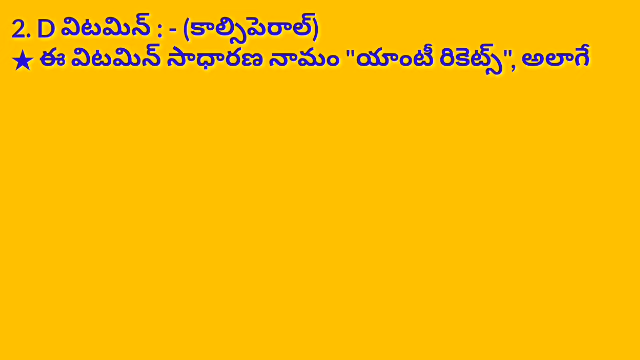 2. D విటమిన్ : - (కాల్సిపెరాల్)
★ ఈ విటమిన్ సాధారణ నామం "యాంటీ రికెట్స్", అలాగే